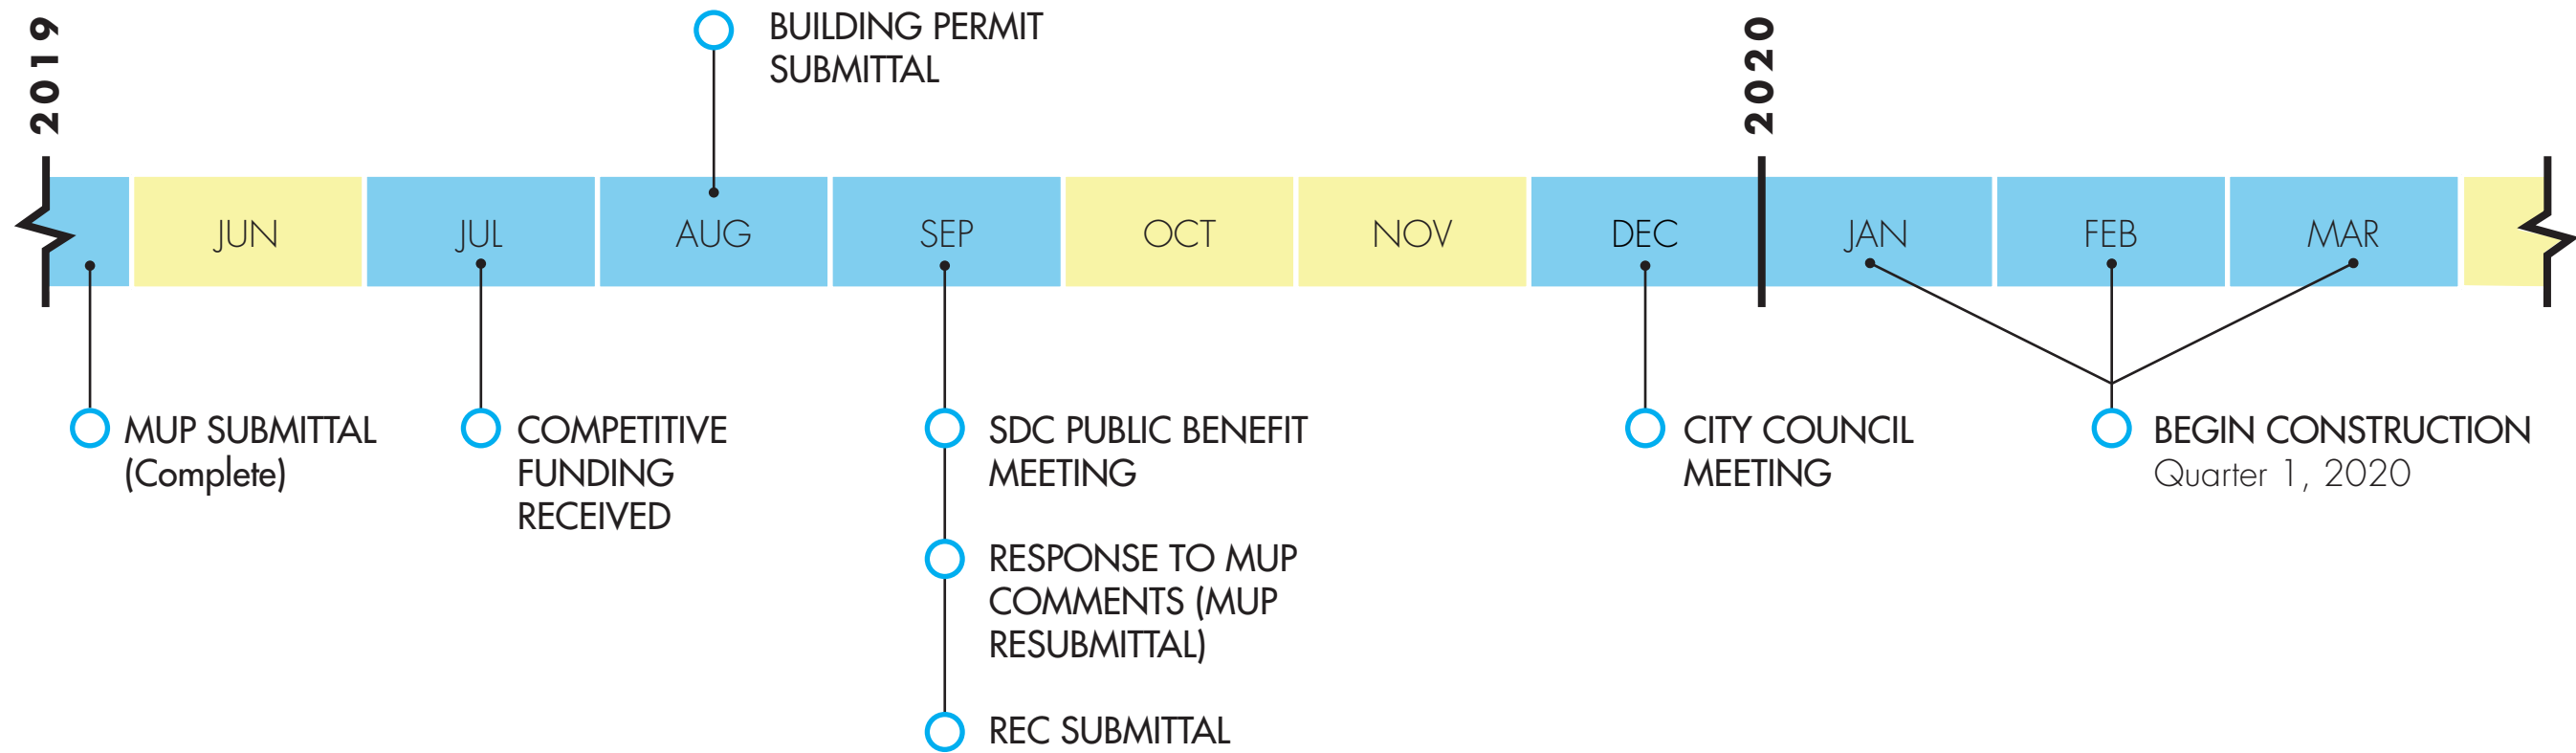 2019
BUILDING PERMIT
SUBMITTAL
2020
JUN
JUL
AUG
SEP
OCT
NOV
DEC
JAN
FEB
MAR
MUP SUBMITTAL
(Complete)
COMPETITIVE
FUNDING
RECEIVED
SDC PUBLIC BENEFIT
MEETING
RESPONSE TO MUP
COMMENTS (MUP
RESUBMITTAL)
REC SUBMITTAL
CITY COUNCIL
MEETING
BEGIN CONSTRUCTION
Quarter 1, 2020